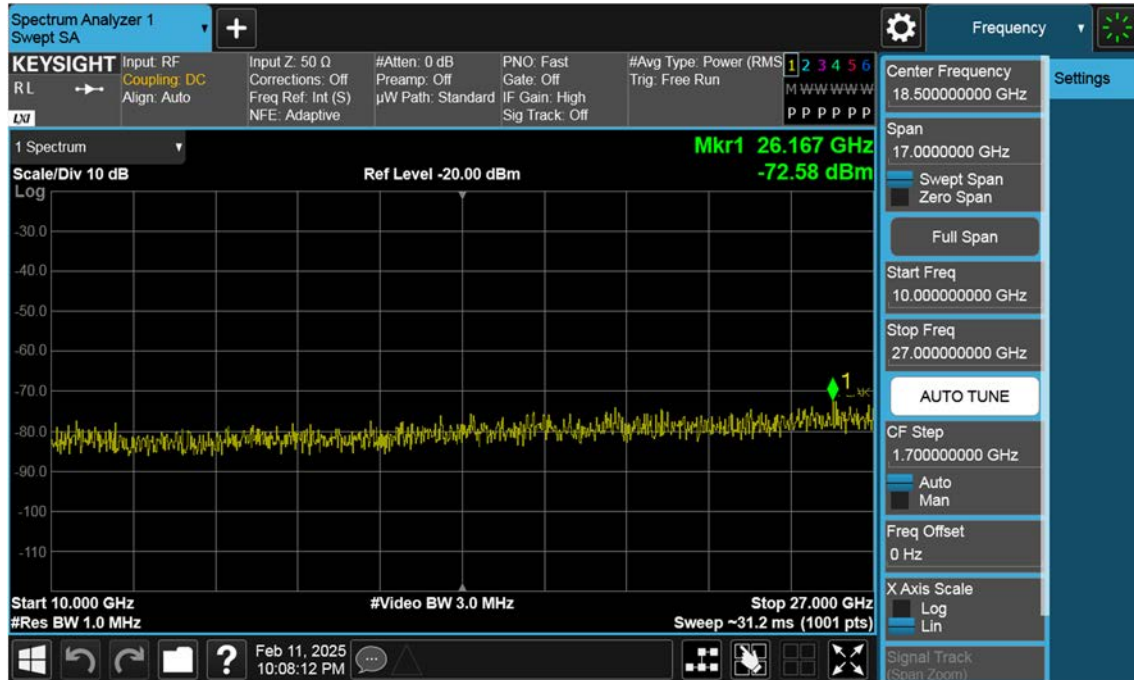 Spectrum Analyzer 1
Swept SA
Frequency
KEYSIGHT
RL
LXI
Input: RF
Coupling: DC
Align: Auto
Input Z: 50 Ω
Corrections: Off
Freq Ref: Int (S)
NFE: Adaptive
#Atten: 0 dB
Preamp: Off
µW Path: Standard
PNO: Fast
Gate: Off
IF Gain: High
Sig Track: Off
#Avg Type: Power (RMS
Trig: Free Run
1 2 3 4 5 6
M W W W W W
P P P P P P
1 Spectrum
Mkr1 26.167 GHz
-72.58 dBm
Scale/Div 10 dB
Ref Level -20.00 dBm
Log
-30.0
-40.0
-50.0
-60.0
-70.0
-80.0
-90.0
-100
-110
1
Start 10.000 GHz
#Video BW 3.0 MHz
Stop 27.000 GHz
#Res BW 1.0 MHz
Sweep ~31.2 ms (1001 pts)
Feb 11, 2025
10:08:12 PM
?
Center Frequency
18.500000000 GHz
Settings
Span
17.0000000 GHz
Swept Span
Zero Span
Full Span
Start Freq
10.000000000 GHz
Stop Freq
27.000000000 GHz
AUTO TUNE
CF Step
1.700000000 GHz
Auto
Man
Freq Offset
0 Hz
X Axis Scale
Log
Lin
Signal Track
(Span Zoom)